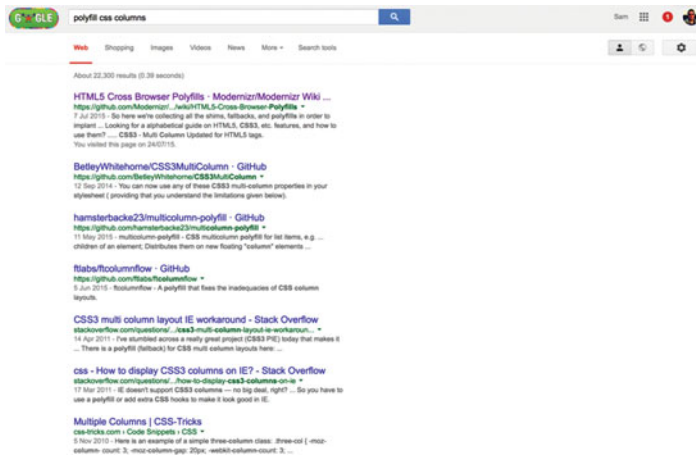 GOOGLE
polyfill css columns
Sam
1
Web Shopping Images Videos News More Search tools
About 22,300 results (0.39 seconds)
HTML5 Cross Browser Polyfills · Modernizr/Modernizr Wiki ...
https://github.com/Modernizr/.../wiki/HTML5-Cross-Browser-Polyfills
7 Jul 2015 - So here we're collecting all the shims, fallbacks, and polyfills in order to
implant ... Looking for a alphabetical guide on HTML5, CSS3, etc. features, and how to
use them? ..... CSS3 - Multi Column Updated for HTML5 tags.
You visited this page on 24/07/15.
BetleyWhitehorne/CSS3MultiColumn · GitHub
https://github.com/BetleyWhitehorne/CSS3MultiColumn
12 Sep 2014 - You can now use any of these CSS3 multi-column properties in your
stylesheet ( providing that you understand the limitations given below).
hamsterbacke23/multicolumn-polyfill · GitHub
https://github.com/hamsterbacke23/multicolumn-polyfill
11 May 2015 - multicolumn-polyfill - CSS multicolumn polyfill for list items, e.g. ...
children of an element; Distributes them on new floating "column" elements ...
ftlabs/ftcolumnflow · GitHub
https://github.com/ftlabs/ftcolumnflow
5 Jun 2015 - ftcolumnflow - A polyfill that fixes the inadequacies of CSS column
layouts.
CSS3 multi column layout IE workaround - Stack Overflow
stackoverflow.com/questions/.../css3-multi-column-layout-ie-workaroun...
14 Apr 2011 - I've stumbled across a really great project (CSS3 PIE) today that makes it
... There is a polyfill (fallback) for CSS multi column layouts here: ...
css - How to display CSS3 columns on IE? - Stack Overflow
stackoverflow.com/questions/.../how-to-display-css3-columns-on-ie
17 Mar 2011 - IE doesn't support CSS3 columns — no big deal, right? ... So you have to
use a polyfill or add extra CSS hooks to make it look good in IE.
Multiple Columns | CSS-Tricks
css-tricks.com › Code Snippets › CSS
5 Nov 2010 - Here is an example of a simple three-column class: .three-col { -moz-
column- count: 3; -moz-column-gap: 20px; -webkit-column-count: 3; ...